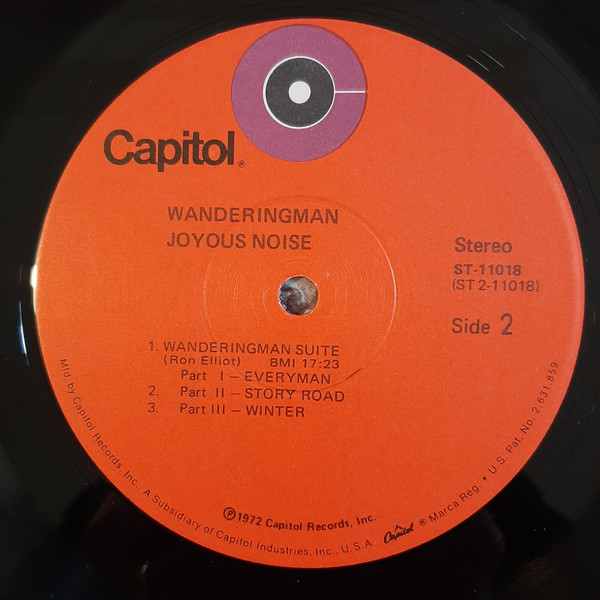 Capitol®
WANDERINGMAN
JOYOUS NOISE
Stereo
ST-11018
(ST 2-11018)
Side 2
1. WANDERINGMAN SUITE
(Ron Elliot) BMI 17:23
Part I — EVERYMAN
2. Part II — STORY ROAD
3. Part III — WINTER
℗1972 Capitol Records, Inc.
Mfd. by Capitol Records, Inc., A Subsidiary of Capitol Industries, Inc., U.S.A. Capitol ® Marca Reg. • U.S. Pat. No. 2,631,859